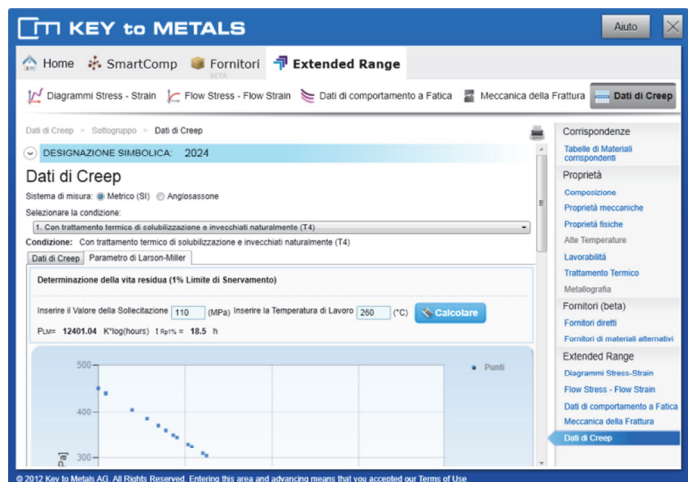 KEY to METALS
Aiuto
Home SmartComp Fornitori Extended Range
BETA
Diagrammi Stress - Strain Flow Stress - Flow Strain Dati di comportamento a Fatica Meccanica della Frattura Dati di Creep
Dati di Creep > Sottogruppo > Dati di Creep
DESIGNAZIONE SIMBOLICA: 2024
Dati di Creep
Sistema di misura: Metrico (SI) Anglosassone
Selezionare la condizione:
1. Con trattamento termico di solubilizzazione e invecchiati naturalmente (T4)
Condizione: Con trattamento termico di solubilizzazione e invecchiati naturalmente (T4)
Dati di Creep Parametro di Larson-Miller
Determinazione della vita residua (1% Limite di Snervamento)
Inserire il Valore della Sollecitazione 110 (MPa) Inserire la Temperatura di Lavoro 260 (°C) Calcolare
PLM= 12401.04 K*log(hours) t Rp1% = 18.5 h
500
400
300
Pa]
Punti
Corrispondenze
Tabelle di Materiali
corrispondenti
Proprietà
Composizione
Proprietà meccaniche
Proprietà fisiche
Alte Temperature
Lavorabilità
Trattamento Termico
Metallografia
Fornitori (beta)
Fornitori diretti
Fornitori di materiali alternativi
Extended Range
Diagrammi Stress-Strain
Flow Stress - Flow Strain
Dati di comportamento a Fatica
Meccanica della Frattura
Dati di Creep
© 2012 Key to Metals AG. All Rights Reserved. Entering this area and advancing means that you accepted our Terms of Use